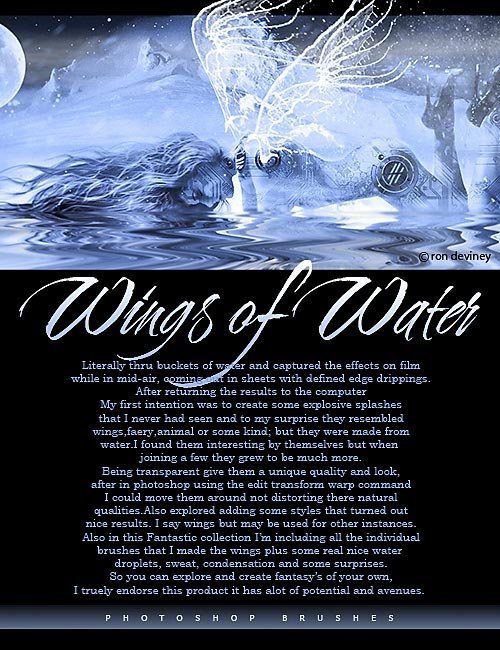 © ron deviney
Wings of Water
Literally thru buckets of water and captured the effects on film
while in mid-air, coming out in sheets with defined edge drippings.
After returning the results to the computer
My first intention was to create some explosive splashes
that I never had seen and to my surprise they resembled
wings,faery,animal or some kind; but they were made from
water.I found them interesting by themselves but when
joining a few they grew to be much more.
Being transparent give them a unique quality and look,
after in photoshop using the edit transform warp command
I could move them around not distorting there natural
qualities.Also explored adding some styles that turned out
nice results. I say wings but may be used for other instances.
Also in this Fantastic collection I'm including all the individual
brushes that I made the wings plus some real nice water
droplets, sweat, condensation and some surprises.
So you can explore and create fantasy's of your own,
I truely endorse this product it has alot of potential and avenues.
PHOTOSHOP BRUSHES